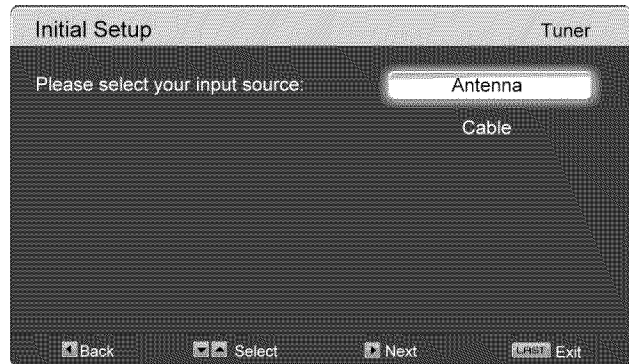 Initial Setup Tuner
Please select your input source: Antenna
Cable
Back Select Next LAST Exit